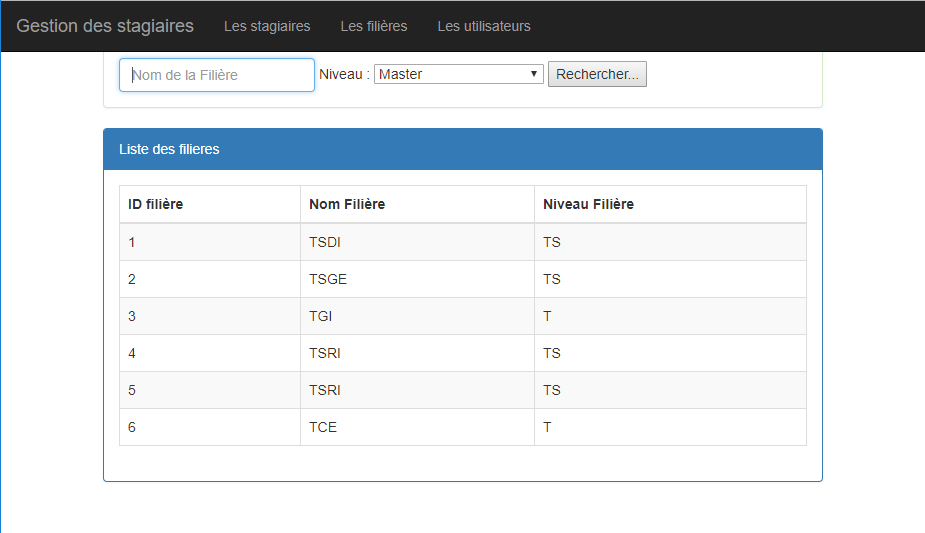 Gestion des stagiaires Les stagiaires Les filières Les utilisateurs
Nom de la Filière Niveau : Master Rechercher...
Liste des filieres
ID filière Nom Filière Niveau Filière
1 TSDI TS
2 TSGE TS
3 TGI T
4 TSRI TS
5 TSRI TS
6 TCE T